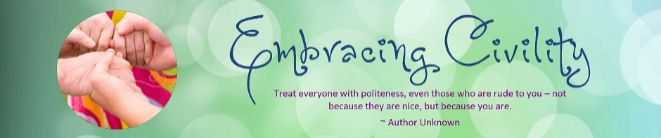 Embracing Civility
Treat everyone with politeness, even those who are rude to you – not
because they are nice, but because you are.
~ Author Unknown